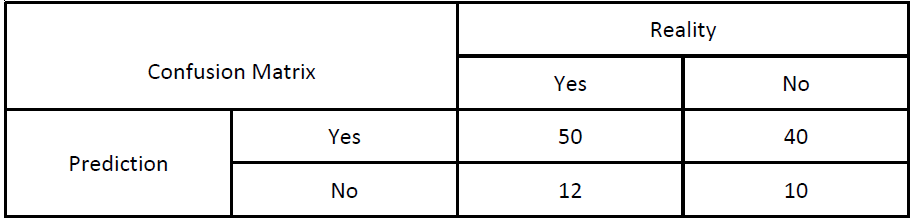 Reality
Confusion Matrix
Yes No
Yes 50 40
Prediction
No 12 10